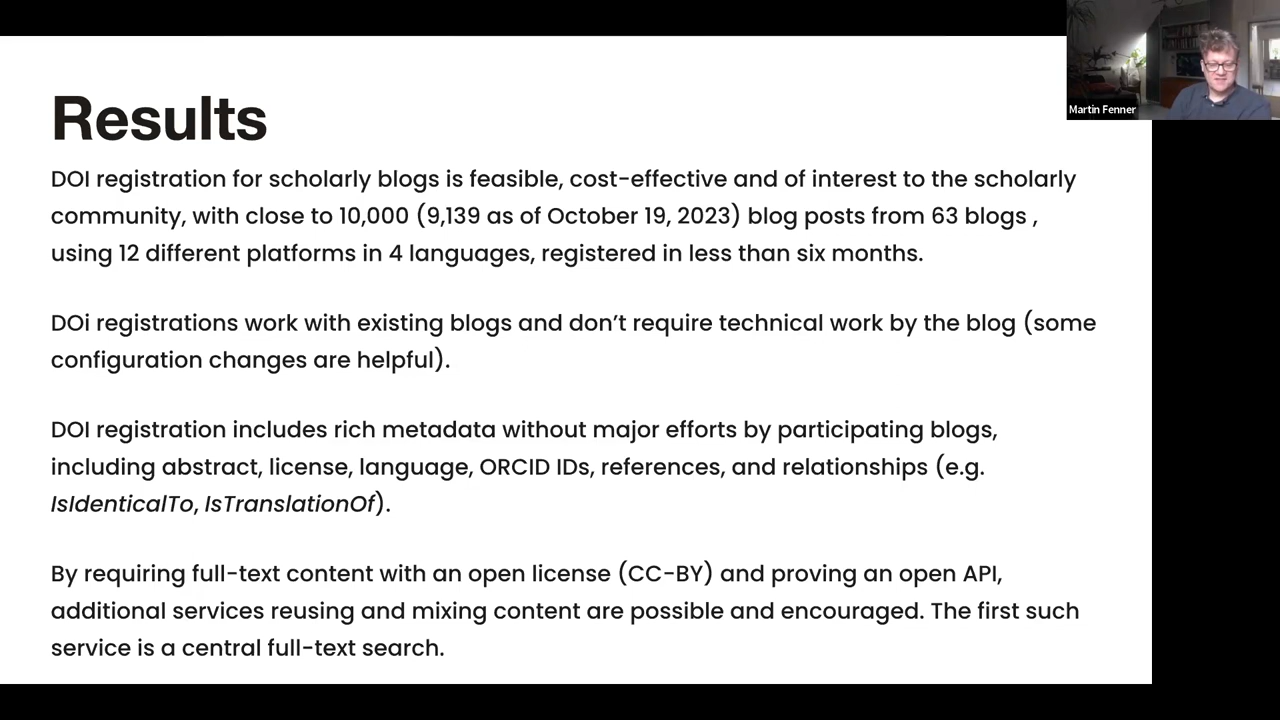 Martin Fenner
Results
DOI registration for scholarly blogs is feasible, cost-effective and of interest to the scholarly
community, with close to 10,000 (9,139 as of October 19, 2023) blog posts from 63 blogs ,
using 12 different platforms in 4 languages, registered in less than six months.
DOi registrations work with existing blogs and don’t require technical work by the blog (some
configuration changes are helpful).
DOI registration includes rich metadata without major efforts by participating blogs,
including abstract, license, language, ORCID IDs, references, and relationships (e.g.
IsIdenticalTo, IsTranslationOf).
By requiring full-text content with an open license (CC-BY) and proving an open API,
additional services reusing and mixing content are possible and encouraged. The first such
service is a central full-text search.